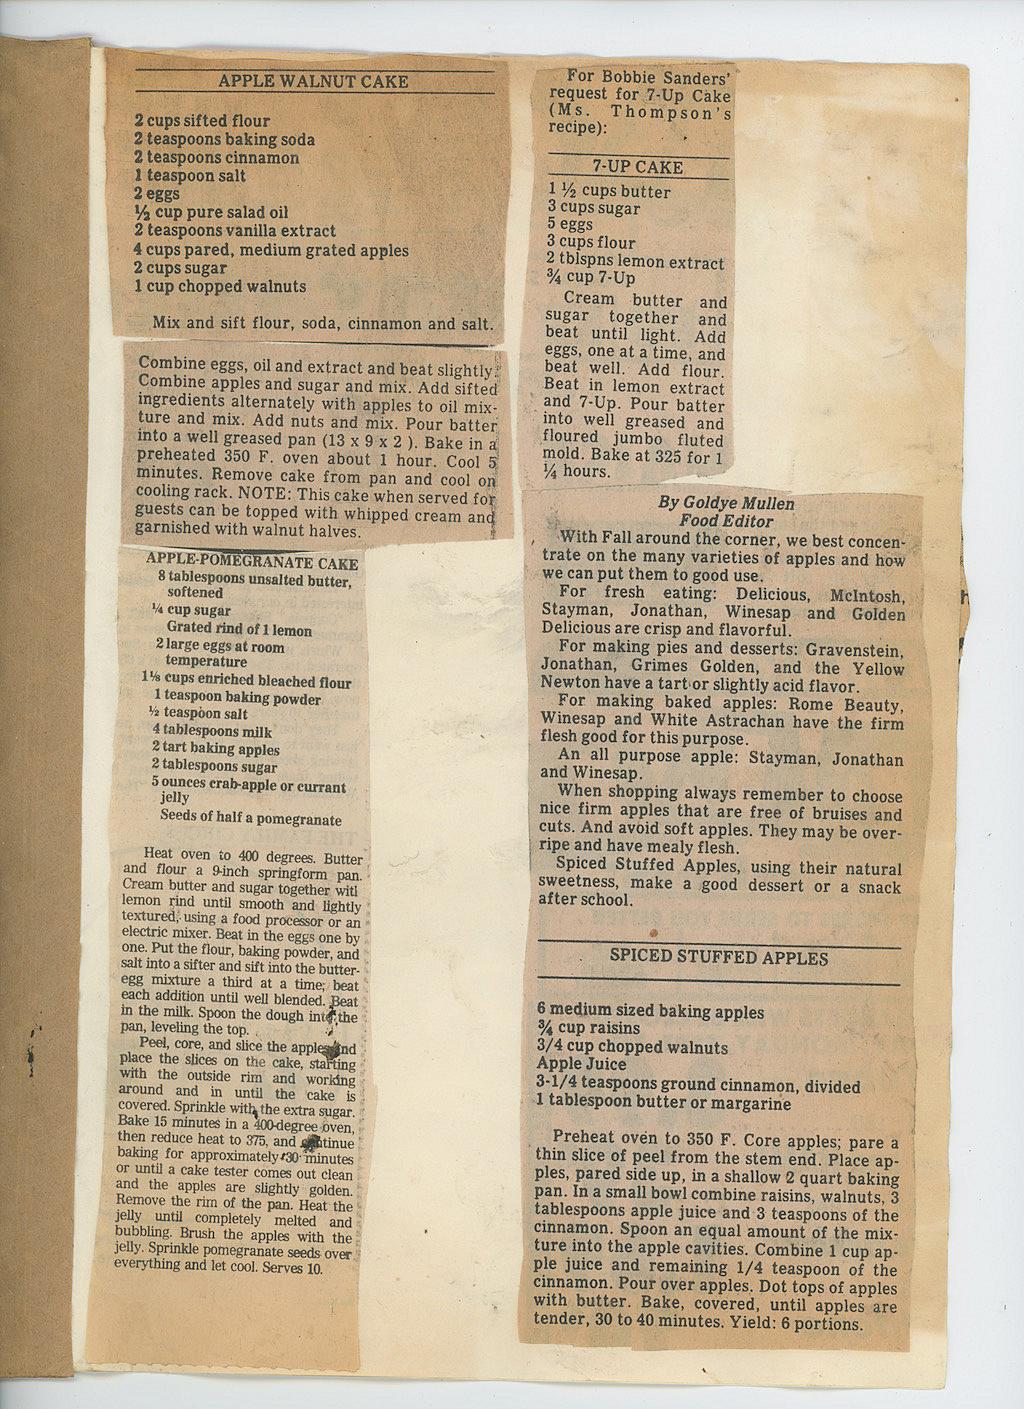 APPLE WALNUT CAKE
2 cups sifted flour
2 teaspoons baking soda
2 teaspoons cinnamon
1 teaspoon salt
2 eggs
½ cup pure salad oil
2 teaspoons vanilla extract
4 cups pared, medium grated apples
2 cups sugar
1 cup chopped walnuts
Mix and sift flour, soda, cinnamon and salt.
Combine eggs, oil and extract and beat slightly.
Combine apples and sugar and mix. Add sifted
ingredients alternately with apples to oil mix-
ture and mix. Add nuts and mix. Pour batter
into a well greased pan (13 x 9 x 2 ). Bake in a
preheated 350 F. oven about 1 hour. Cool 5
minutes. Remove cake from pan and cool on
cooling rack. NOTE: This cake when served for
guests can be topped with whipped cream and
garnished with walnut halves.
APPLE-POMEGRANATE CAKE
8 tablespoons unsalted butter,
softened
¼ cup sugar
Grated rind of 1 lemon
2 large eggs at room
temperature
1⅛ cups enriched bleached flour
1 teaspoon baking powder
½ teaspoon salt
4 tablespoons milk
2 tart baking apples
2 tablespoons sugar
5 ounces crab-apple or currant
jelly
Seeds of half a pomegranate
Heat oven to 400 degrees. Butter
and flour a 9-inch springform pan.
Cream butter and sugar together with
lemon rind until smooth and lightly
textured, using a food processor or an
electric mixer. Beat in the eggs one by
one. Put the flour, baking powder, and
salt into a sifter and sift into the butter-
egg mixture a third at a time; beat
each addition until well blended. Beat
in the milk. Spoon the dough into the
pan, leveling the top.
Peel, core, and slice the apples and
place the slices on the cake, starting
with the outside rim and working
around and in until the cake is
covered. Sprinkle with the extra sugar.
Bake 15 minutes in a 400-degree oven,
then reduce heat to 375, and continue
baking for approximately 30 minutes
or until a cake tester comes out clean
and the apples are slightly golden.
Remove the rim of the pan. Heat the
jelly until completely melted and
bubbling. Brush the apples with the
jelly. Sprinkle pomegranate seeds over
everything and let cool. Serves 10.
For Bobbie Sanders'
request for 7-Up Cake
(Ms. Thompson's
recipe):
7-UP CAKE
1 ½ cups butter
3 cups sugar
5 eggs
3 cups flour
2 tblspns lemon extract
¾ cup 7-Up
Cream butter and
sugar together and
beat until light. Add
eggs, one at a time, and
beat well. Add flour.
Beat in lemon extract
and 7-Up. Pour batter
into well greased and
floured jumbo fluted
mold. Bake at 325 for 1
¼ hours.
By Goldye Mullen
Food Editor
With Fall around the corner, we best concen-
trate on the many varieties of apples and how
we can put them to good use.
For fresh eating: Delicious, McIntosh,
Stayman, Jonathan, Winesap and Golden
Delicious are crisp and flavorful.
For making pies and desserts: Gravenstein,
Jonathan, Grimes Golden, and the Yellow
Newton have a tart or slightly acid flavor.
For making baked apples: Rome Beauty,
Winesap and White Astrachan have the firm
flesh good for this purpose.
An all purpose apple: Stayman, Jonathan
and Winesap.
When shopping always remember to choose
nice firm apples that are free of bruises and
cuts. And avoid soft apples. They may be over-
ripe and have mealy flesh.
Spiced Stuffed Apples, using their natural
sweetness, make a good dessert or a snack
after school.
SPICED STUFFED APPLES
6 medium sized baking apples
¾ cup raisins
3/4 cup chopped walnuts
Apple Juice
3-1/4 teaspoons ground cinnamon, divided
1 tablespoon butter or margarine
Preheat oven to 350 F. Core apples; pare a
thin slice of peel from the stem end. Place ap-
ples, pared side up, in a shallow 2 quart baking
pan. In a small bowl combine raisins, walnuts, 3
tablespoons apple juice and 3 teaspoons of the
cinnamon. Spoon an equal amount of the mix-
ture into the apple cavities. Combine 1 cup ap-
ple juice and remaining 1/4 teaspoon of the
cinnamon. Pour over apples. Dot tops of apples
with butter. Bake, covered, until apples are
tender, 30 to 40 minutes. Yield: 6 portions.